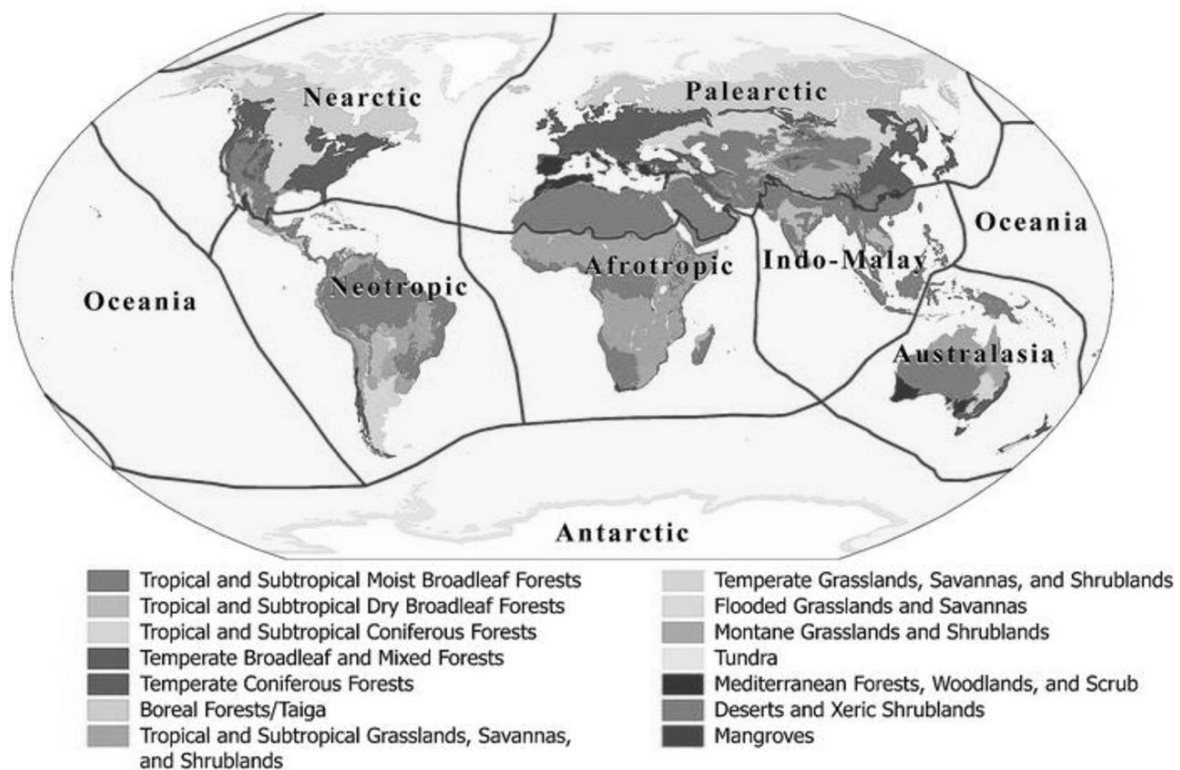 Nearctic
Palearctic
Oceania
Neotropic
Afrotropic
Indo-Malay
Oceania
Australasia
Antarctic
Tropical and Subtropical Moist Broadleaf Forests
Tropical and Subtropical Dry Broadleaf Forests
Tropical and Subtropical Coniferous Forests
Temperate Broadleaf and Mixed Forests
Temperate Coniferous Forests
Boreal Forests/Taiga
Tropical and Subtropical Grasslands, Savannas,
and Shrublands
Temperate Grasslands, Savannas, and Shrublands
Flooded Grasslands and Savannas
Montane Grasslands and Shrublands
Tundra
Mediterranean Forests, Woodlands, and Scrub
Deserts and Xeric Shrublands
Mangroves